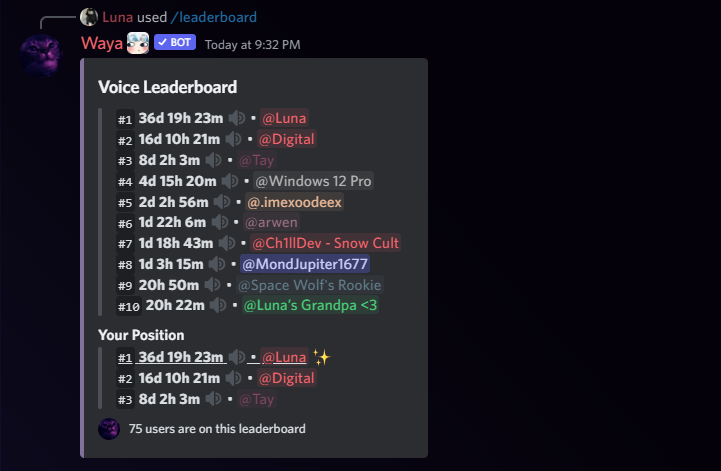 Luna used /leaderboard
Waya BOT Today at 9:32 PM
Voice Leaderboard
#1 36d 19h 23m • @Luna
#2 16d 10h 21m • @Digital
#3 8d 2h 3m • @Tay
#4 4d 15h 20m • @Windows 12 Pro
#5 2d 2h 56m • @.imexoodeex
#6 1d 22h 6m • @arwen
#7 1d 18h 43m • @Ch1llDev - Snow Cult
#8 1d 3h 15m • @MondJupiter1677
#9 20h 50m • @Space Wolf's Rookie
#10 20h 22m • @Luna's Grandpa <3
Your Position
#1 36d 19h 23m • @Luna ✨
#2 16d 10h 21m • @Digital
#3 8d 2h 3m • @Tay
75 users are on this leaderboard